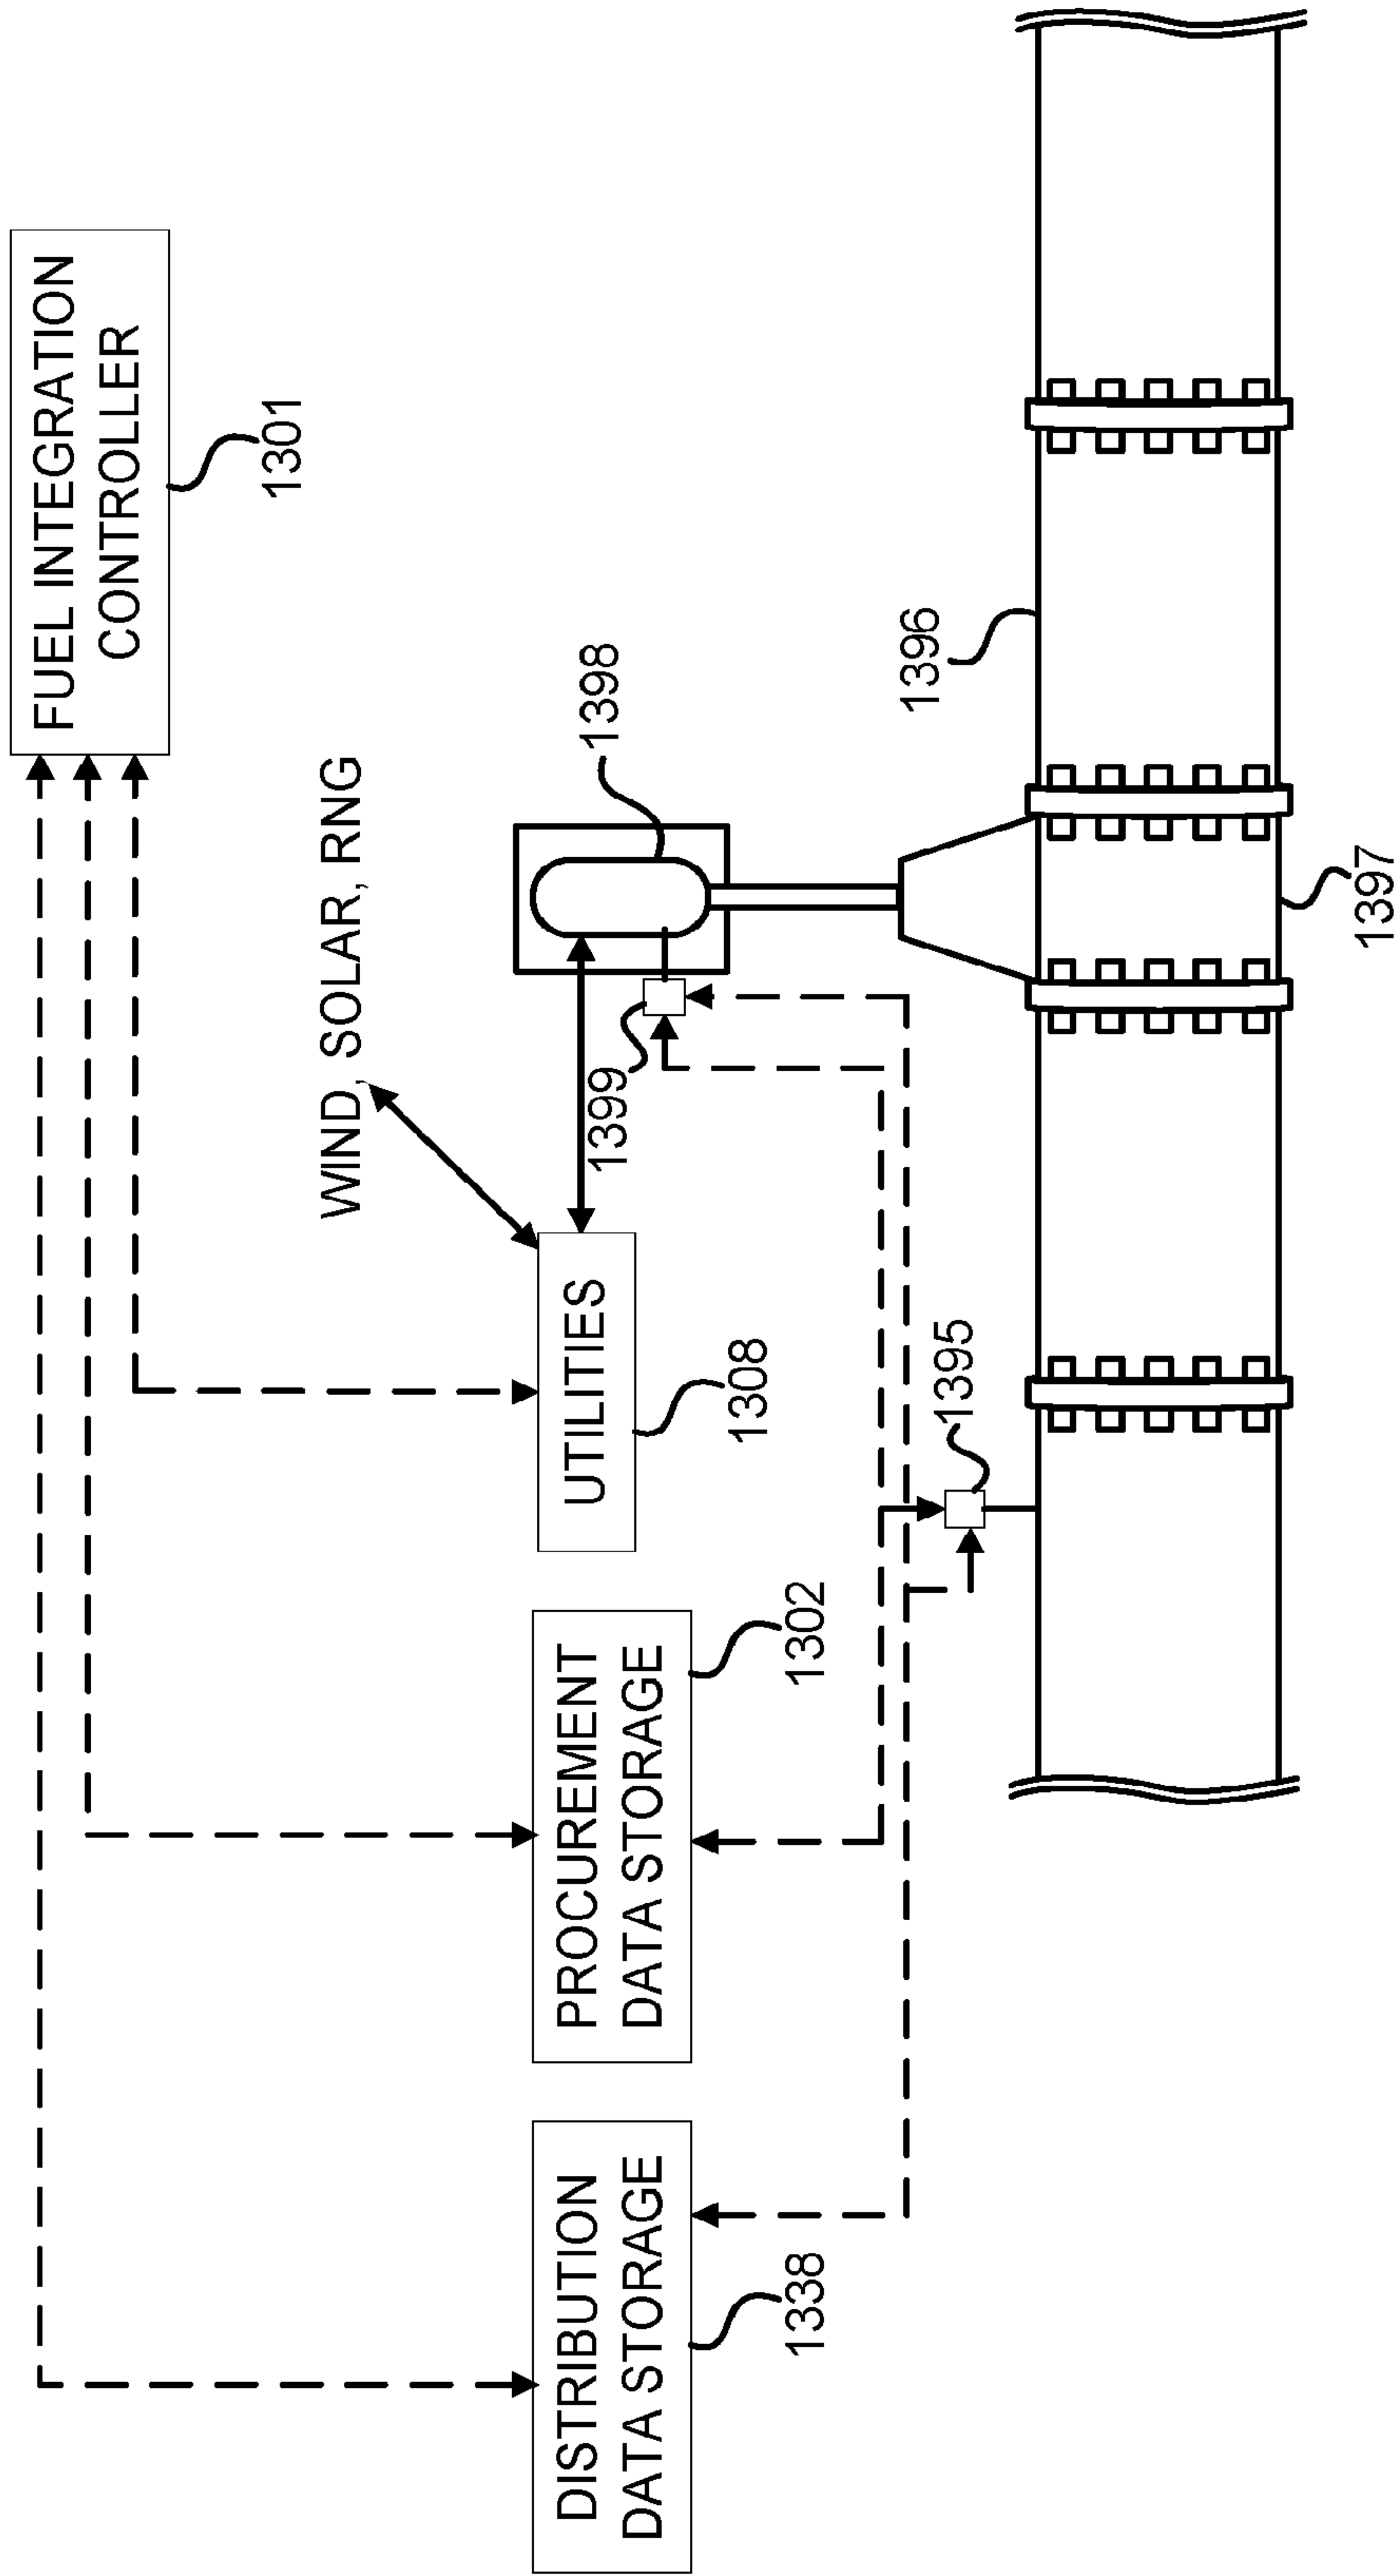 FUEL INTEGRATION
CONTROLLER
1301
WIND, SOLAR, RNG
1398
1399
UTILITIES
1308
PROCUREMENT
DATA STORAGE
1302
DISTRIBUTION
DATA STORAGE
1338
1395
1396
1397